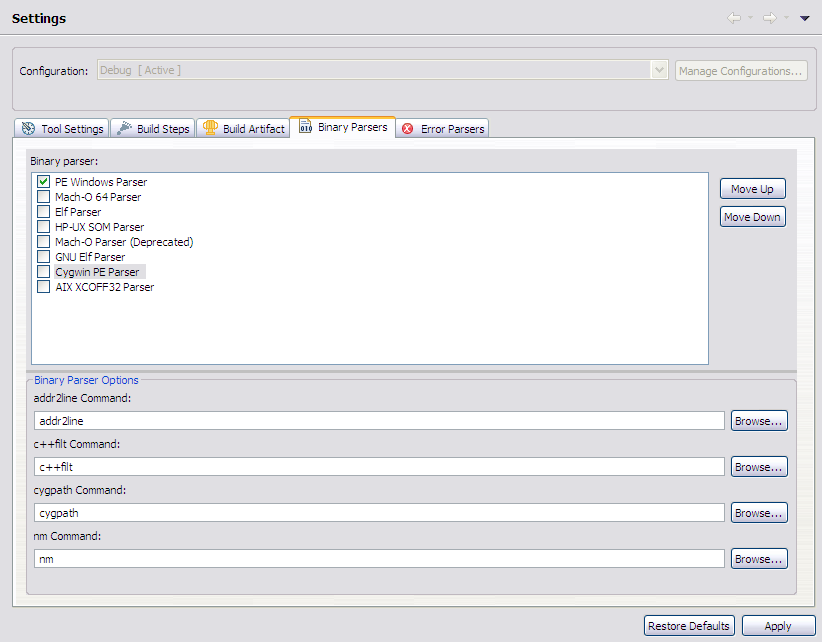 Settings
Configuration: Debug [ Active ] Manage Configurations...
Tool Settings Build Steps Build Artifact Binary Parsers Error Parsers
Binary parser:
PE Windows Parser Move Up
Mach-O 64 Parser
Elf Parser Move Down
HP-UX SOM Parser
Mach-O Parser (Deprecated)
GNU Elf Parser
Cygwin PE Parser
AIX XCOFF32 Parser
Binary Parser Options
addr2line Command:
addr2line Browse...
c++filt Command:
c++filt Browse...
cygpath Command:
cygpath Browse...
nm Command:
nm Browse...
Restore Defaults Apply